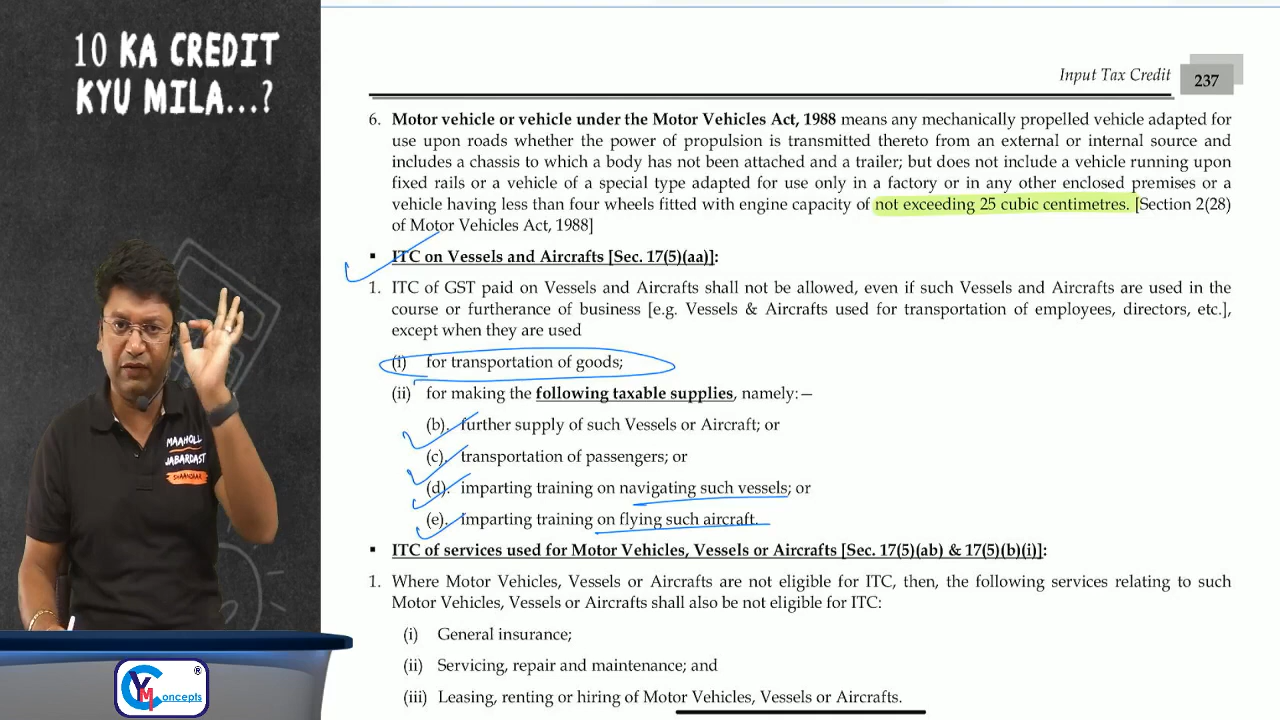 10 KA CREDIT
KYU MILA...?
Input Tax Credit 237
6. Motor vehicle or vehicle under the Motor Vehicles Act, 1988 means any mechanically propelled vehicle adapted for
use upon roads whether the power of propulsion is transmitted thereto from an external or internal source and
includes a chassis to which a body has not been attached and a trailer; but does not include a vehicle running upon
fixed rails or a vehicle of a special type adapted for use only in a factory or in any other enclosed premises or a
vehicle having less than four wheels fitted with engine capacity of not exceeding 25 cubic centimetres. [Section 2(28)
of Motor Vehicles Act, 1988]
▪ ITC on Vessels and Aircrafts [Sec. 17(5)(aa)]:
1. ITC of GST paid on Vessels and Aircrafts shall not be allowed, even if such Vessels and Aircrafts are used in the
course or furtherance of business [e.g. Vessels & Aircrafts used for transportation of employees, directors, etc.],
except when they are used
(i) for transportation of goods;
(ii) for making the following taxable supplies, namely:—
(b). further supply of such Vessels or Aircraft; or
(c). transportation of passengers; or
(d). imparting training on navigating such vessels; or
(e). imparting training on flying such aircraft.
▪ ITC of services used for Motor Vehicles, Vessels or Aircrafts [Sec. 17(5)(ab) & 17(5)(b)(i)]:
1. Where Motor Vehicles, Vessels or Aircrafts are not eligible for ITC, then, the following services relating to such
Motor Vehicles, Vessels or Aircrafts shall also be not eligible for ITC:
(i) General insurance;
(ii) Servicing, repair and maintenance; and
(iii) Leasing, renting or hiring of Motor Vehicles, Vessels or Aircrafts.
MAAHOLL
JABARDAST
SHAANDAAR
YM Concepts ®